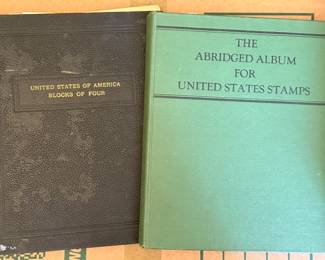 UNITED STATES OF AMERICA
BLOCKS OF FOUR
THE
ABRIDGED ALBUM
FOR
UNITED STATES STAMPS